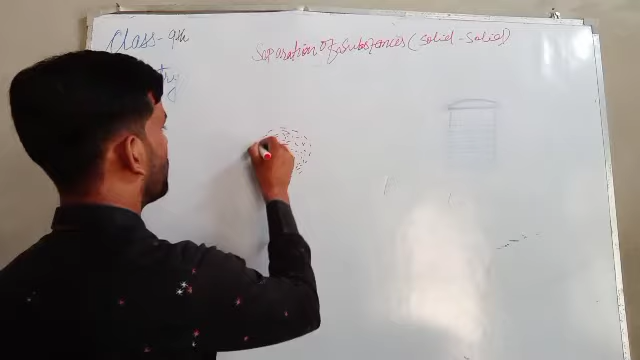 Class- 9th
Separation of Substances (Solid-Solid)